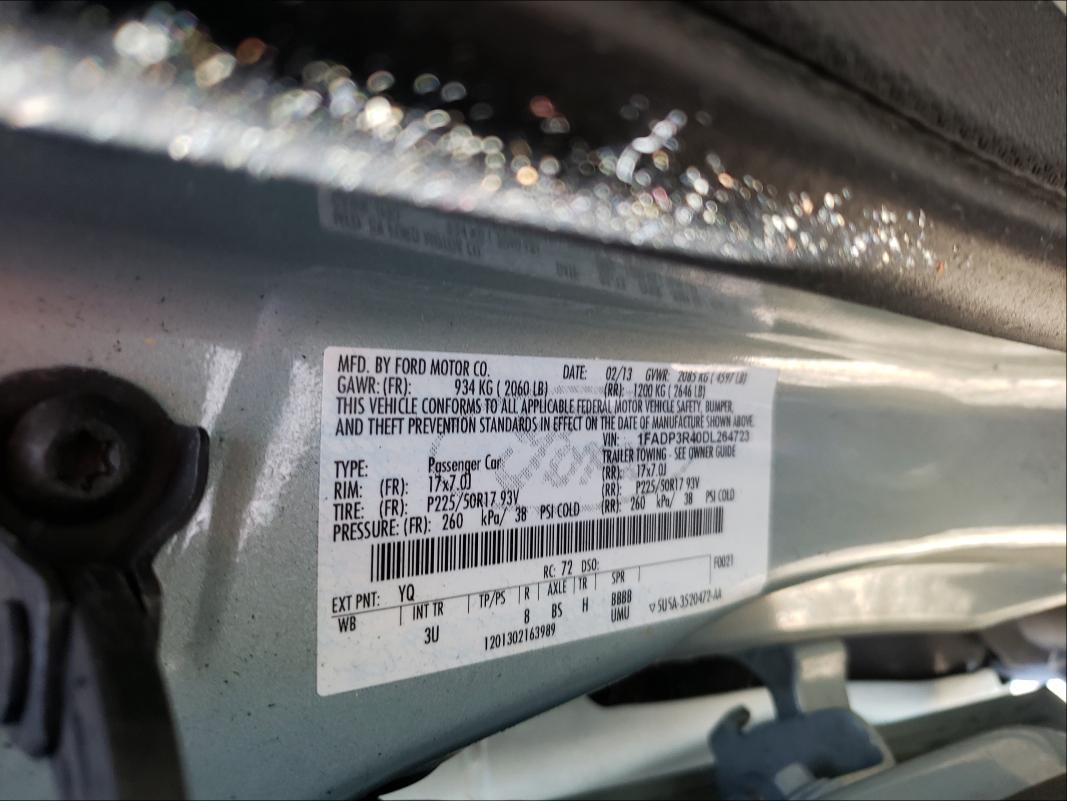 MFD. BY FORD MOTOR CO. DATE: 02/13 GVWR: 2085 KG ( 4597 LB)
GAWR: (FR): 934 KG ( 2060 LB) (RR): 1200 KG ( 2646 LB)
THIS VEHICLE CONFORMS TO ALL APPLICABLE FEDERAL MOTOR VEHICLE SAFETY, BUMPER,
AND THEFT PREVENTION STANDARDS IN EFFECT ON THE DATE OF MANUFACTURE SHOWN ABOVE.
VIN: 1FADP3R40DL264723
TYPE: Passenger Car TRAILER TOWING - SEE OWNER GUIDE
RIM: (FR): 17x7.0J (RR): 17x7.0J
TIRE: (FR): P225/50R17 93V (RR: P225/50R17 93V
PRESSURE: (FR): 260 kPa/ 38 PSI COLD (RR): 260 kPa/ 38 PSI COLD
EXT PNT: YQ RC: 72 DSO: F0021
WB INT TR TP/PS R AXLE TR SPR
3U 8 BS H BBBB
UMU ▽5U5A-3520472-AA
1201302163989